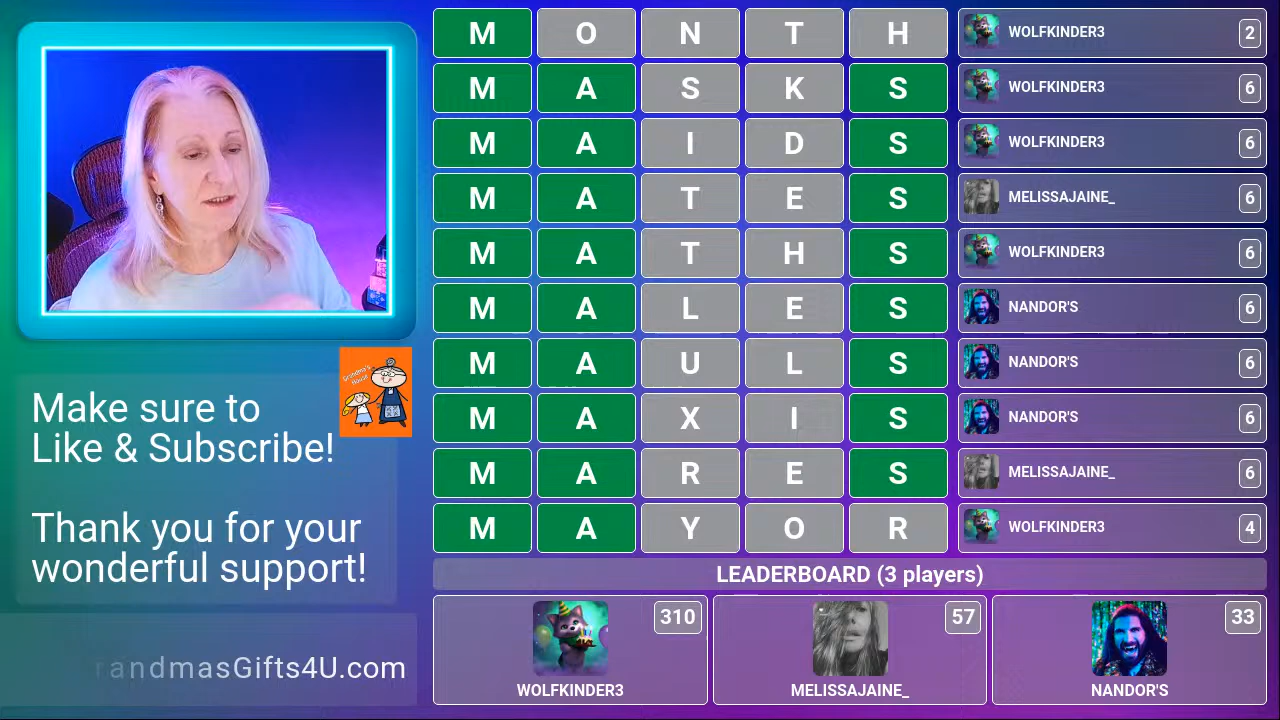 M O N T H WOLFKINDER3 2
M A S K S WOLFKINDER3 6
M A I D S WOLFKINDER3 6
M A T E S MELISSAJAINE_ 6
M A T H S WOLFKINDER3 6
M A L E S NANDOR'S 6
M A U L S NANDOR'S 6
M A X I S NANDOR'S 6
M A R E S MELISSAJAINE_ 6
M A Y O R WOLFKINDER3 4
LEADERBOARD (3 players)
310 57 33
WOLFKINDER3 MELISSAJAINE_ NANDOR'S
Grandma's
House
Make sure to
Like & Subscribe!
Thank you for your
wonderful support!
randmasGifts4U.com